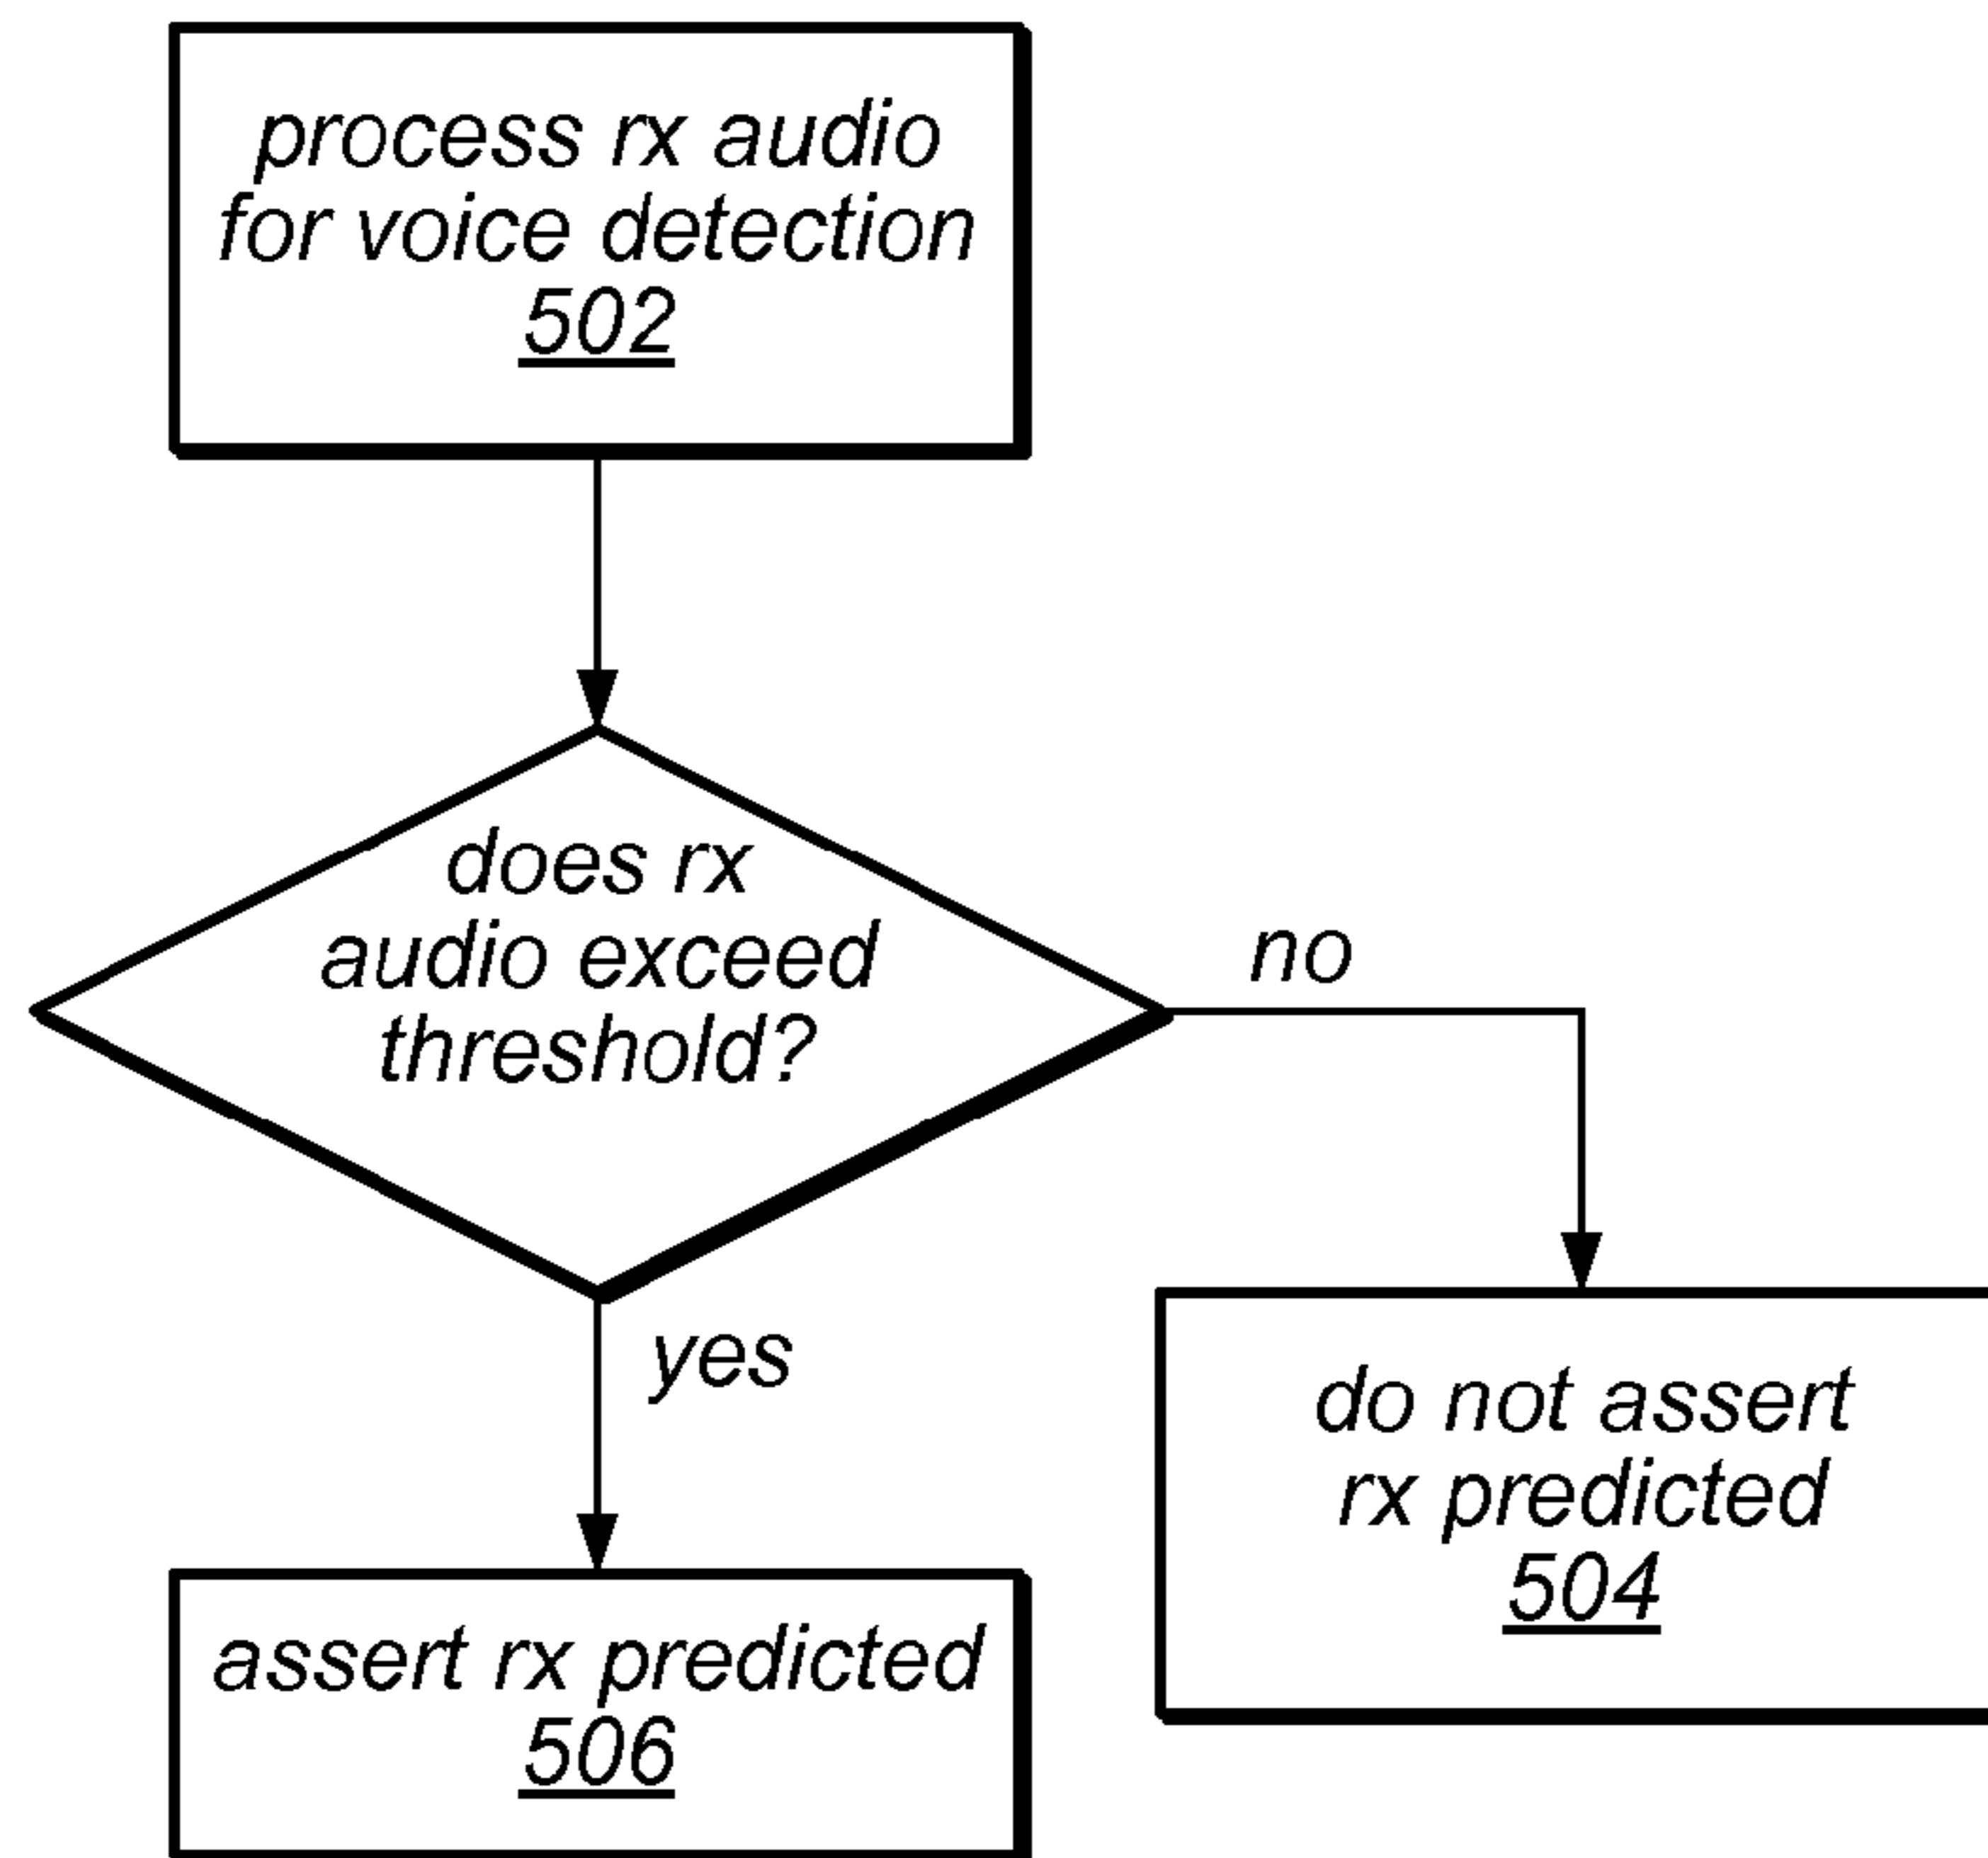 process rx audio
for voice detection
502
does rx
audio exceed
threshold?
no
yes
do not assert
rx predicted
504
assert rx predicted
506